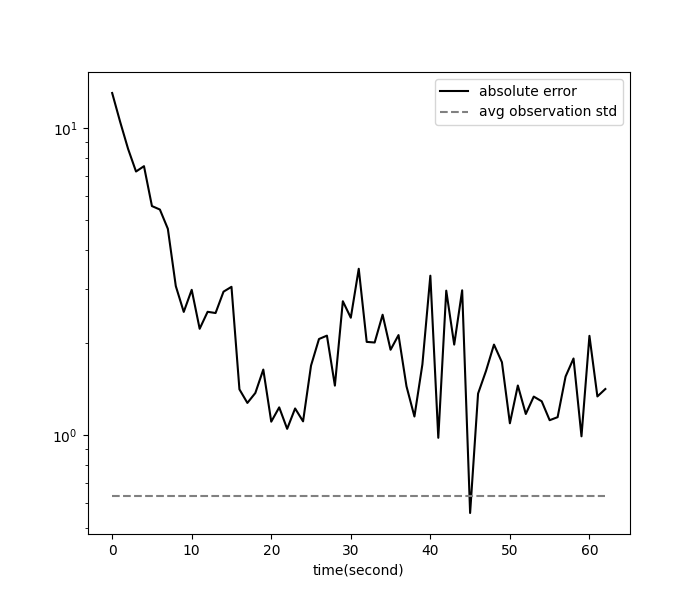 absolute error
avg observation std
10¹
10⁰
0 10 20 30 40 50 60
time(second)